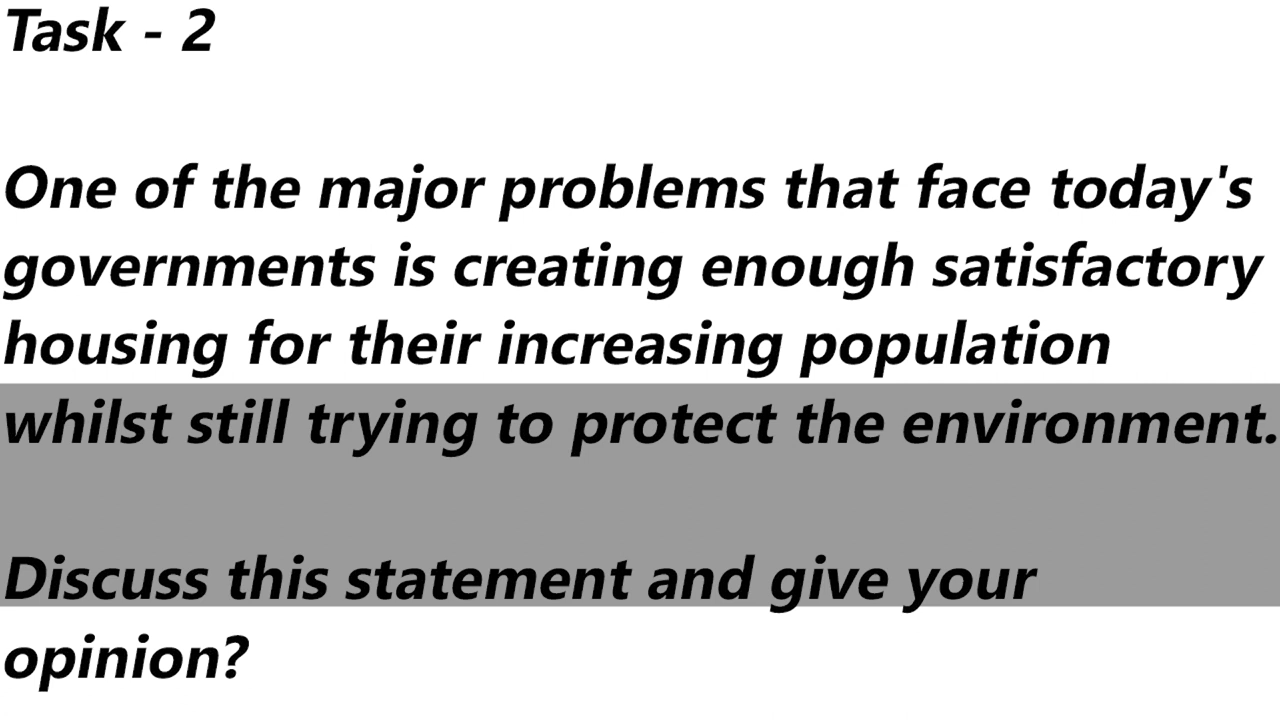 Task - 2
One of the major problems that face today's
governments is creating enough satisfactory
housing for their increasing population
whilst still trying to protect the environment.
Discuss this statement and give your
opinion?